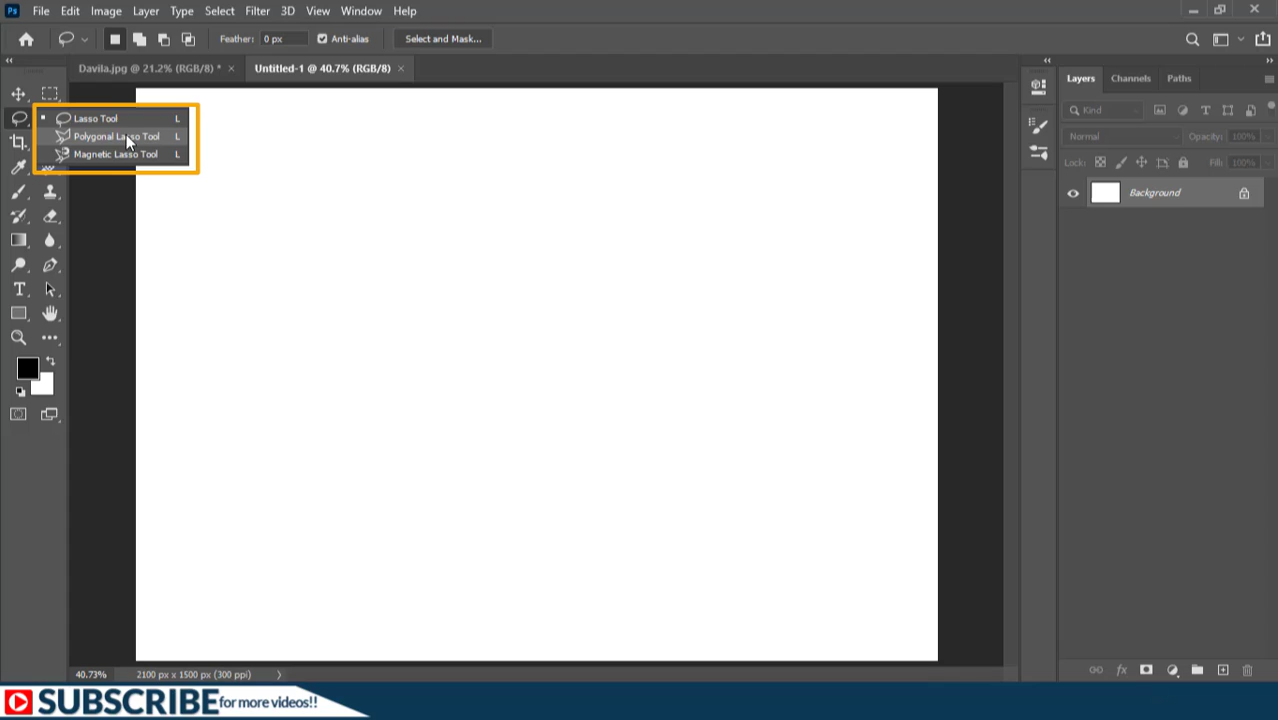 Ps File Edit Image Layer Type Select Filter 3D View Window Help
Feather: 0 px Anti-alias Select and Mask...
Davila.jpg @ 21.2% (RGB/8) * × Untitled-1 @ 40.7% (RGB/8) ×
Layers Channels Paths
Kind
Lasso Tool L
Polygonal Lasso Tool L
Magnetic Lasso Tool L
Normal Opacity: 100%
Lock: Fill: 100%
Background
T
40.73% 2100 px x 1500 px (300 ppi)
fx
SUBSCRIBE for more videos!!